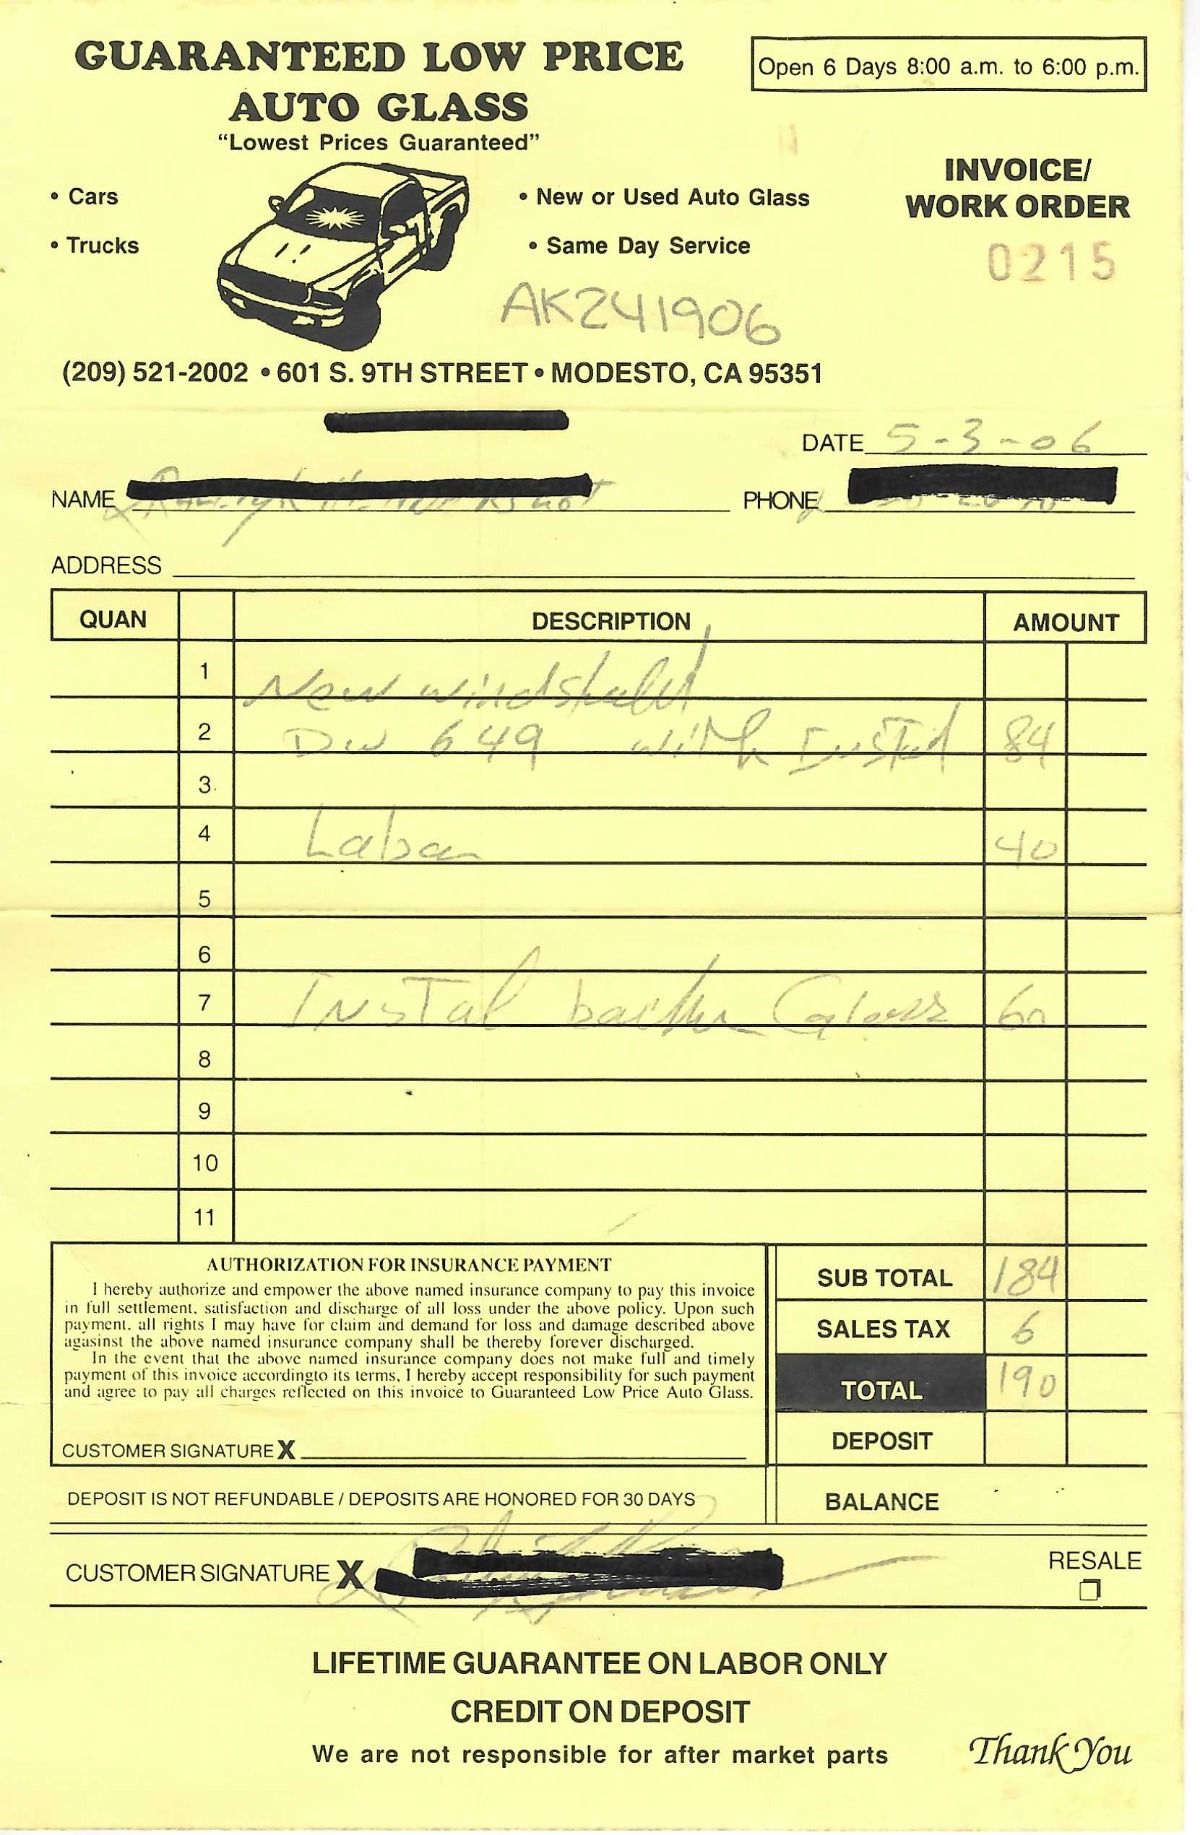 GUARANTEED LOW PRICE
AUTO GLASS
"Lowest Prices Guaranteed"
Open 6 Days 8:00 a.m. to 6:00 p.m.
• Cars
• Trucks
• New or Used Auto Glass
• Same Day Service
INVOICE/
WORK ORDER
0215
AK241906
(209) 521-2002 • 601 S. 9TH STREET • MODESTO, CA 95351
DATE 5-3-06
NAME
PHONE
ADDRESS
QUAN DESCRIPTION AMOUNT
1 New windshald
2 DW 649 with 84
3
4 Labor 40
5
6
7 Instal Glass 60
8
9
10
11
AUTHORIZATION FOR INSURANCE PAYMENT
I hereby authorize and empower the above named insurance company to pay this invoice
in full settlement, satisfaction and discharge of all loss under the above policy. Upon such
payment, all rights I may have for claim and demand for loss and damage described above
agasinst the above named insurance company shall be thereby forever discharged.
In the event that the above named insurance company does not make full and timely
payment of this invoice accordingto its terms, I hereby accept responsibility for such payment
and agree to pay all charges reflected on this invoice to Guaranteed Low Price Auto Glass.
CUSTOMER SIGNATURE X
SUB TOTAL 184
SALES TAX 6
TOTAL 190
DEPOSIT
DEPOSIT IS NOT REFUNDABLE / DEPOSITS ARE HONORED FOR 30 DAYS
BALANCE
CUSTOMER SIGNATURE X
RESALE
LIFETIME GUARANTEE ON LABOR ONLY
CREDIT ON DEPOSIT
We are not responsible for after market parts
Thank You